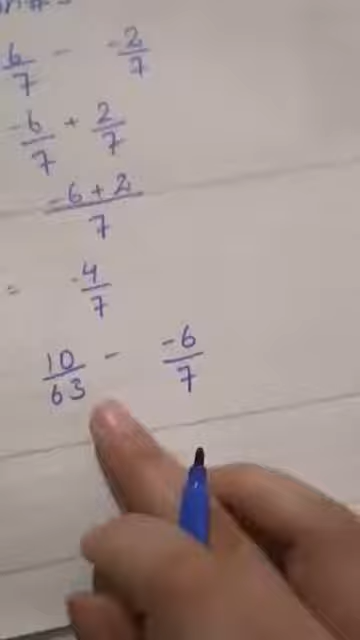 6/7 - -2/7
-6/7 + 2/7
-6+2/7
= -4/7
10/63 - -6/7